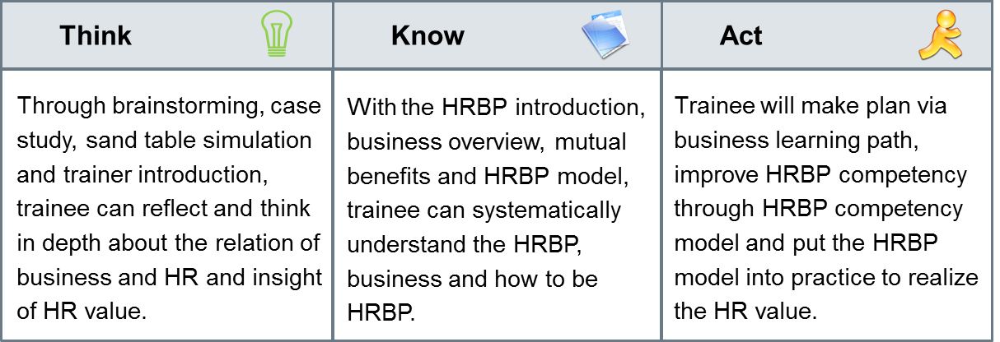 Think
Through brainstorming, case
study, sand table simulation
and trainer introduction,
trainee can reflect and think
in depth about the relation of
business and HR and insight
of HR value.
Know
With the HRBP introduction,
business overview, mutual
benefits and HRBP model,
trainee can systematically
understand the HRBP,
business and how to be
HRBP.
Act
Trainee will make plan via
business learning path,
improve HRBP competency
through HRBP competency
model and put the HRBP
model into practice to realize
the HR value.